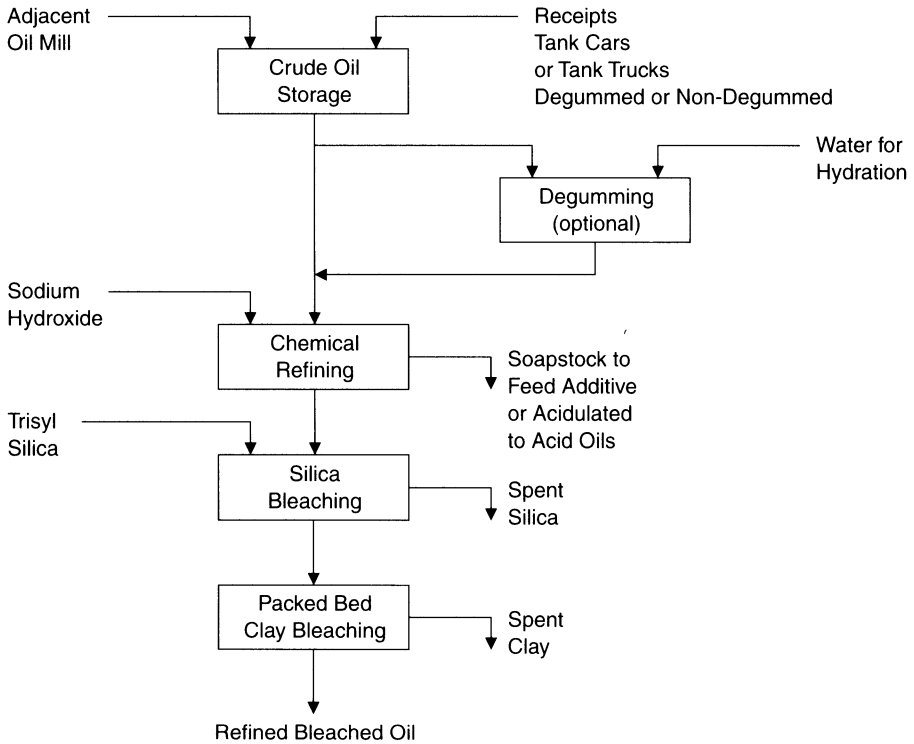 Adjacent
Oil Mill
Receipts
Tank Cars
or Tank Trucks
Degummed or Non-Degummed
Crude Oil
Storage
Water for
Hydration
Degumming
(optional)
Sodium
Hydroxide
Chemical
Refining
Soapstock to
Feed Additive
or Acidulated
to Acid Oils
Trisyl
Silica
Silica
Bleaching
Spent
Silica
Packed Bed
Clay Bleaching
Spent
Clay
Refined Bleached Oil